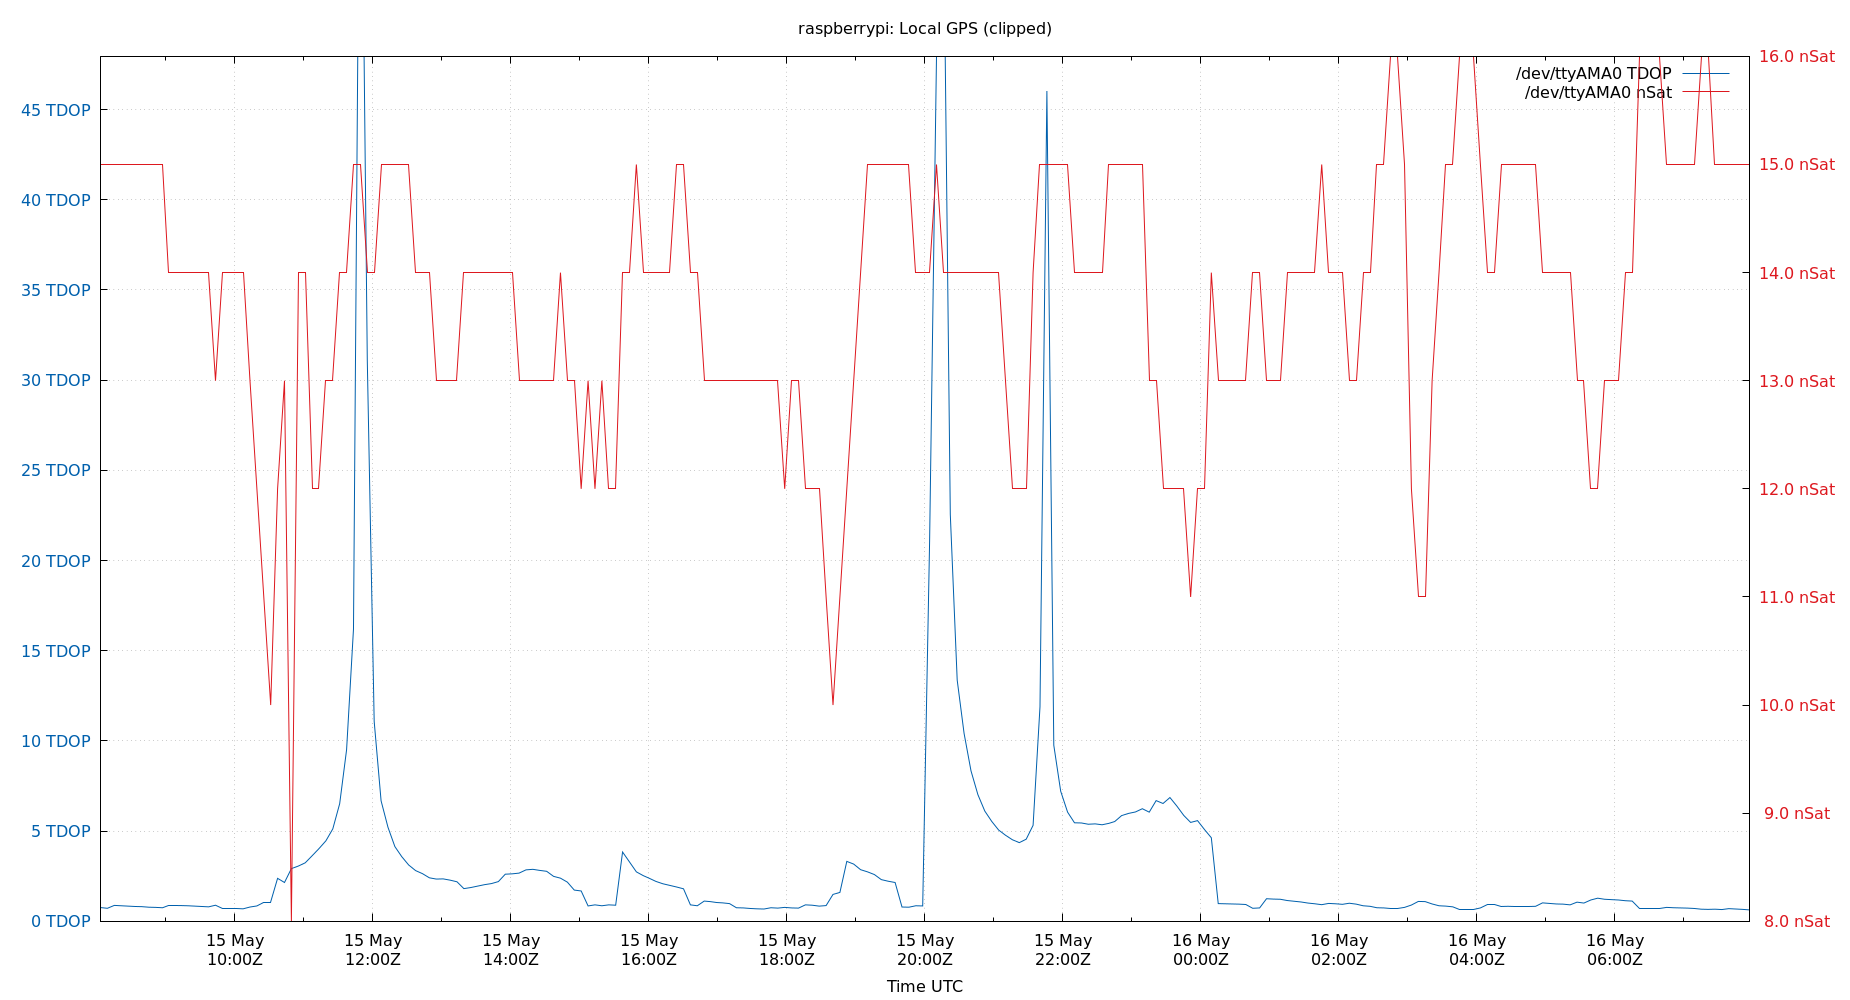 raspberrypi: Local GPS (clipped)
/dev/ttyAMA0 TDOP
/dev/ttyAMA0 nSat
45 TDOP
40 TDOP
35 TDOP
30 TDOP
25 TDOP
20 TDOP
15 TDOP
10 TDOP
5 TDOP
0 TDOP
16.0 nSat
15.0 nSat
14.0 nSat
13.0 nSat
12.0 nSat
11.0 nSat
10.0 nSat
9.0 nSat
8.0 nSat
15 May 15 May 15 May 15 May 15 May 15 May 15 May 16 May 16 May 16 May 16 May
10:00Z 12:00Z 14:00Z 16:00Z 18:00Z 20:00Z 22:00Z 00:00Z 02:00Z 04:00Z 06:00Z
Time UTC